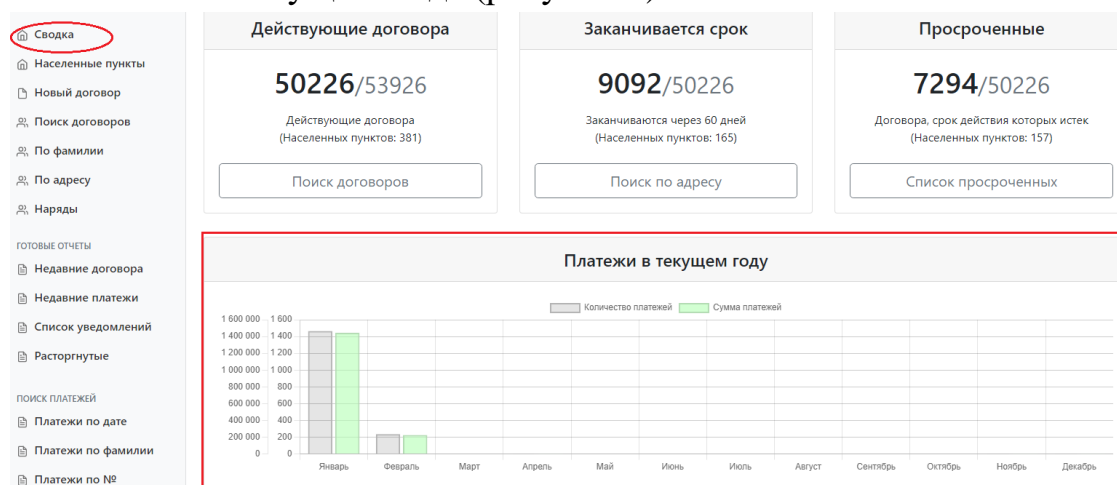 Сводка
Населенные пункты
Новый договор
Поиск договоров
По фамилии
По адресу
Наряды
ГОТОВЫЕ ОТЧЕТЫ
Недавние договора
Недавние платежи
Список уведомлений
Расторгнутые
ПОИСК ПЛАТЕЖЕЙ
Платежи по дате
Платежи по фамилии
Платежи по №
Действующие договора
50226/53926
Действующие договора
(Населенных пунктов: 381)
Поиск договоров
Заканчивается срок
9092/50226
Заканчиваются через 60 дней
(Населенных пунктов: 165)
Поиск по адресу
Просроченные
7294/50226
Договора, срок действия которых истек
(Населенных пунктов: 157)
Список просроченных
Платежи в текущем году
Количество платежей Сумма платежей
1 600 000 1 600
1 400 000 1 400
1 200 000 1 200
1 000 000 1 000
800 000 800
600 000 600
400 000 400
200 000 200
0 0
Январь Февраль Март Апрель Май Июнь Июль Август Сентябрь Октябрь Ноябрь Декабрь